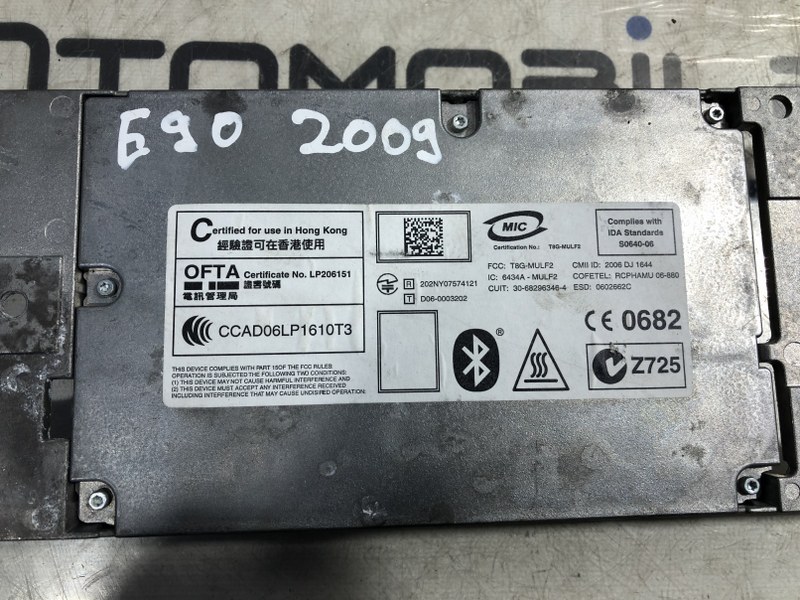 OTOMOBIL
E90 2009
Certified for use in Hong Kong
經驗證可在香港使用
OFTA Certificate No. LP206151
證書號碼
電訊管理局
CCAD06LP1610T3
THIS DEVICE COMPLIES WITH PART 15OF THE FCC RULES
OPERATION IS SUBJECTED THE FOLLOWING TWO CONDITIONS:
(1) THIS DEVICE MAY NOT CAUSE HARMFUL INTERFERENCE AND
(2) THIS DEVICE MUST ACCEPT ANY INTERFERENCE RECEIVED
INCLUDING INTERFERENCE THAT MAY CAUSE UNDISIRED OPERATION.
R 202NY07574121
T D06-0003202
R
MIC
Certification No.: T8G-MULF2
Complies with
IDA Standards
S0640-06
FCC: T8G-MULF2 CMII ID: 2006 DJ 1644
IC: 6434A - MULF2 COFETEL: RCPHAMU 06-880
CUIT: 30-68296346-4 ESD: 0602662C
® CE 0682
Z725